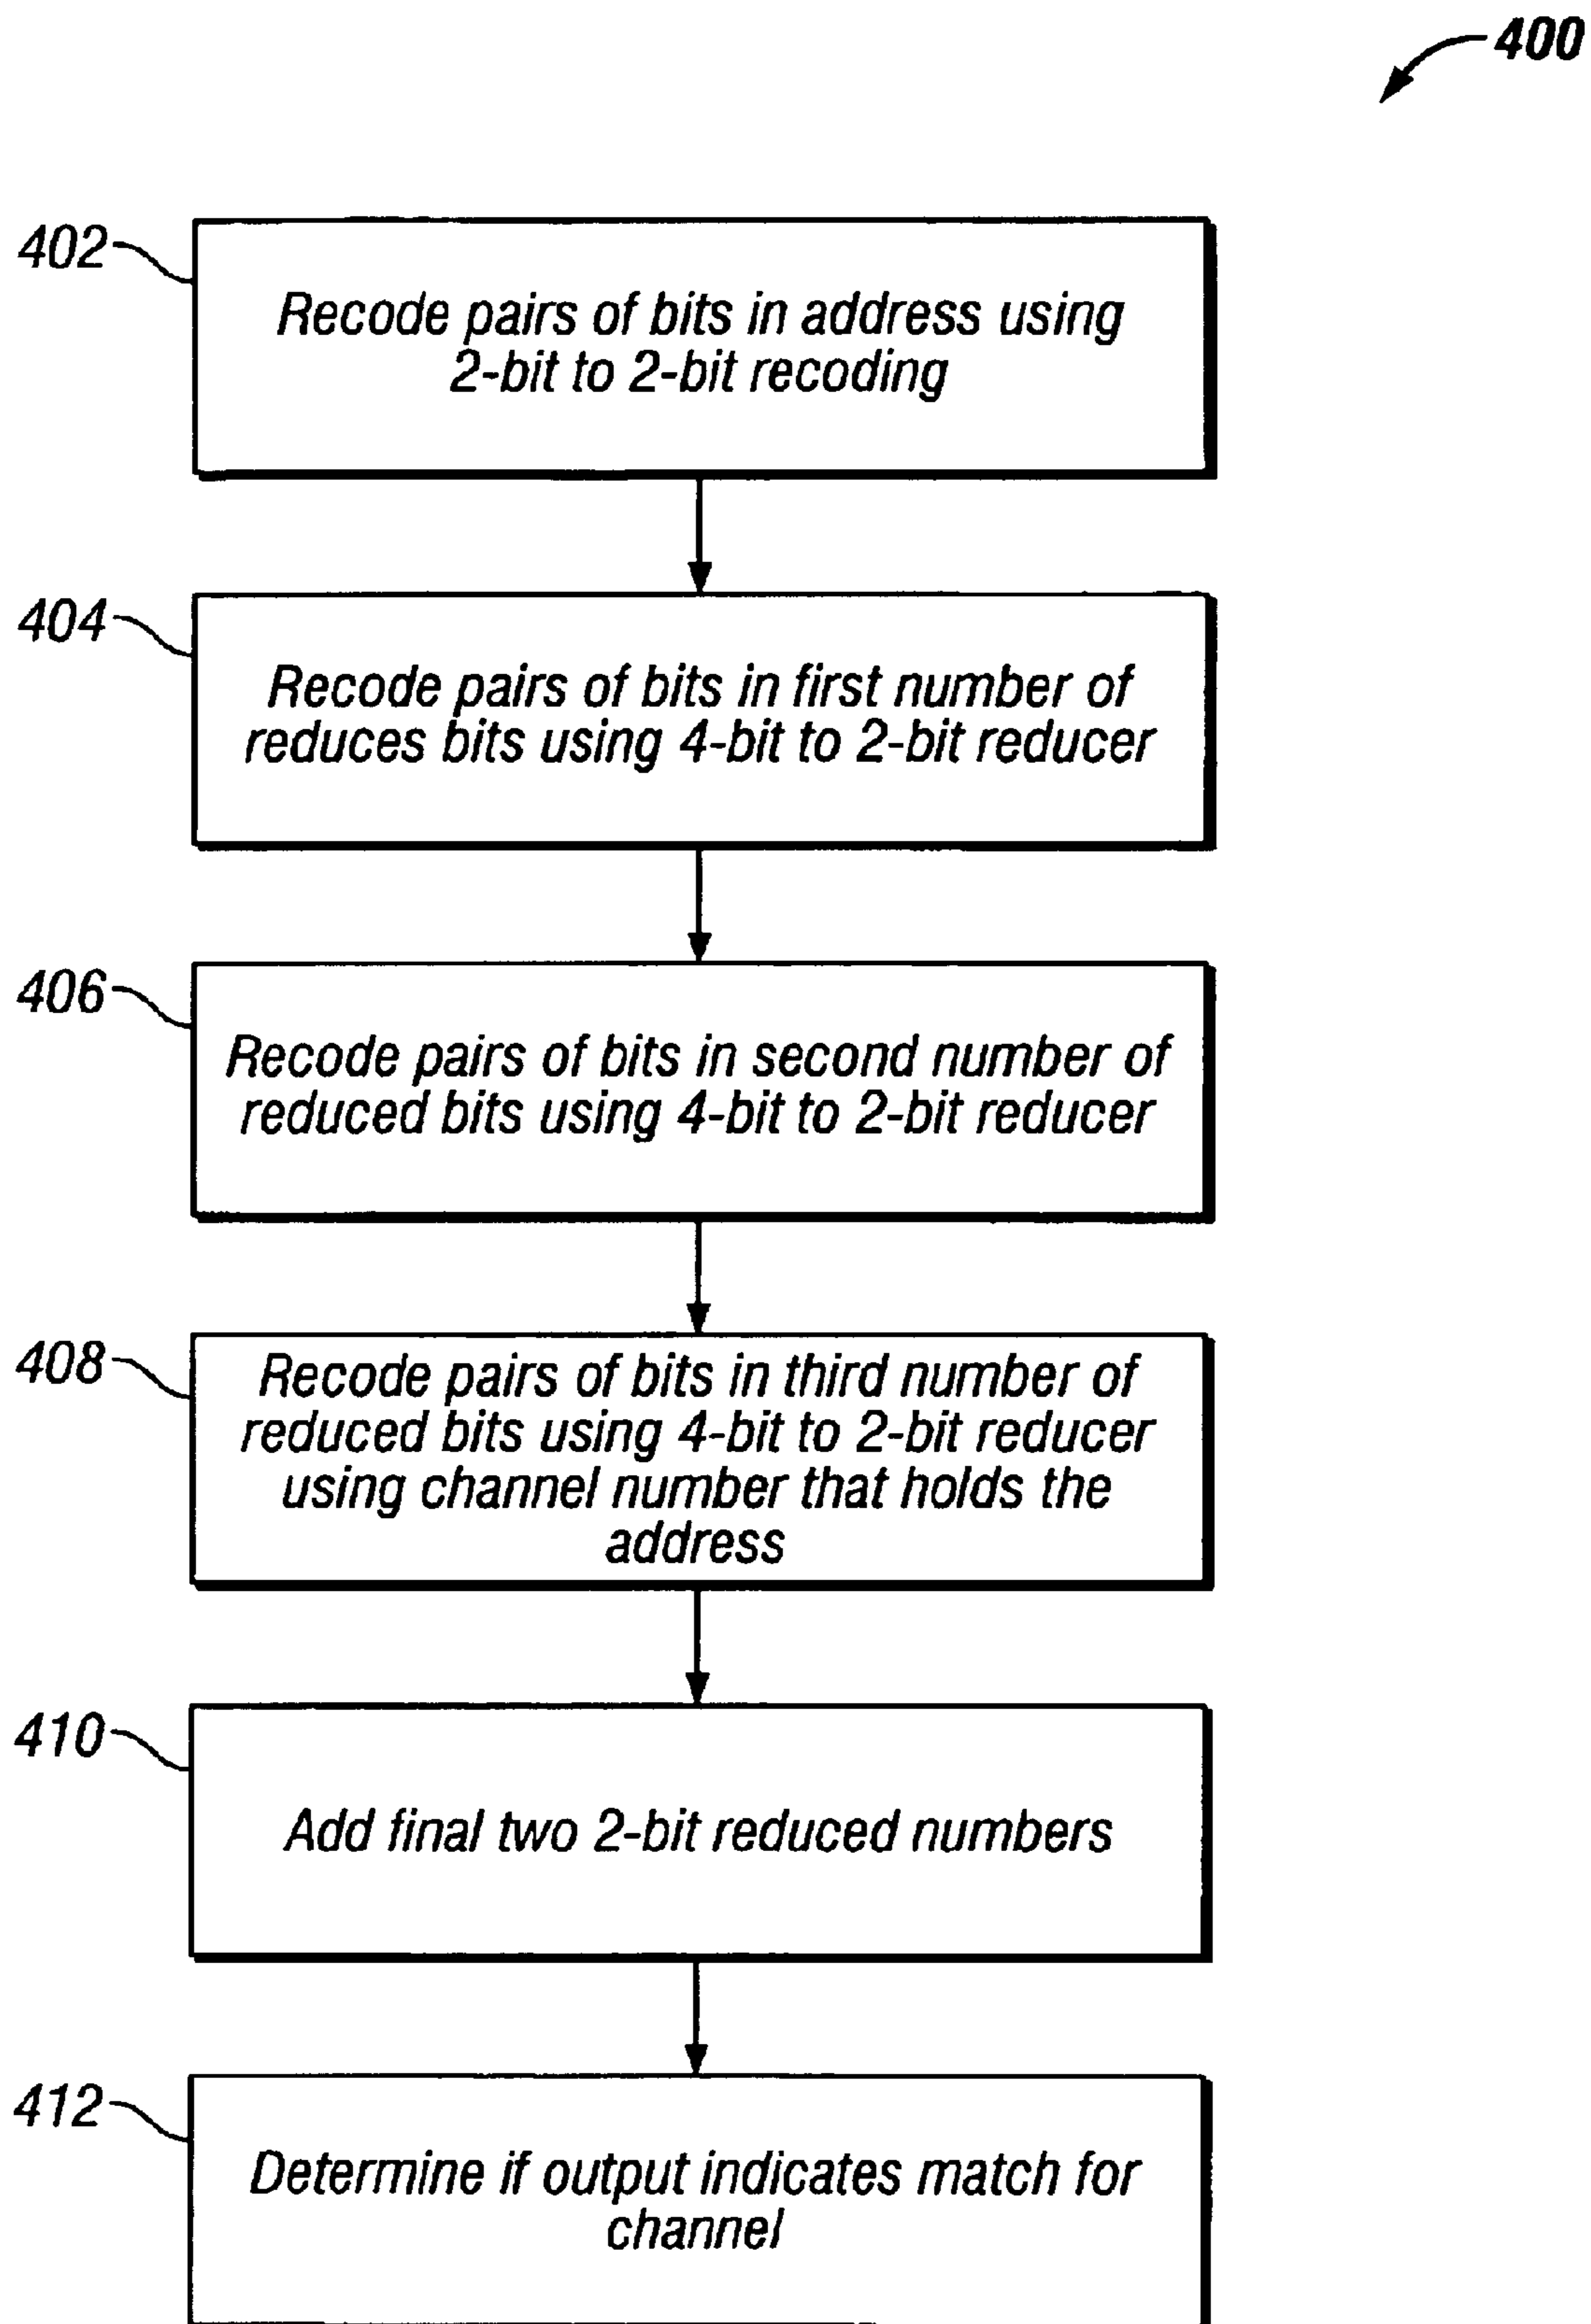 400
402
Recode pairs of bits in address using
2-bit to 2-bit recoding
404
Recode pairs of bits in first number of
reduces bits using 4-bit to 2-bit reducer
406
Recode pairs of bits in second number of
reduced bits using 4-bit to 2-bit reducer
408
Recode pairs of bits in third number of
reduced bits using 4-bit to 2-bit reducer
using channel number that holds the
address
410
Add final two 2-bit reduced numbers
412
Determine if output indicates match for
channel